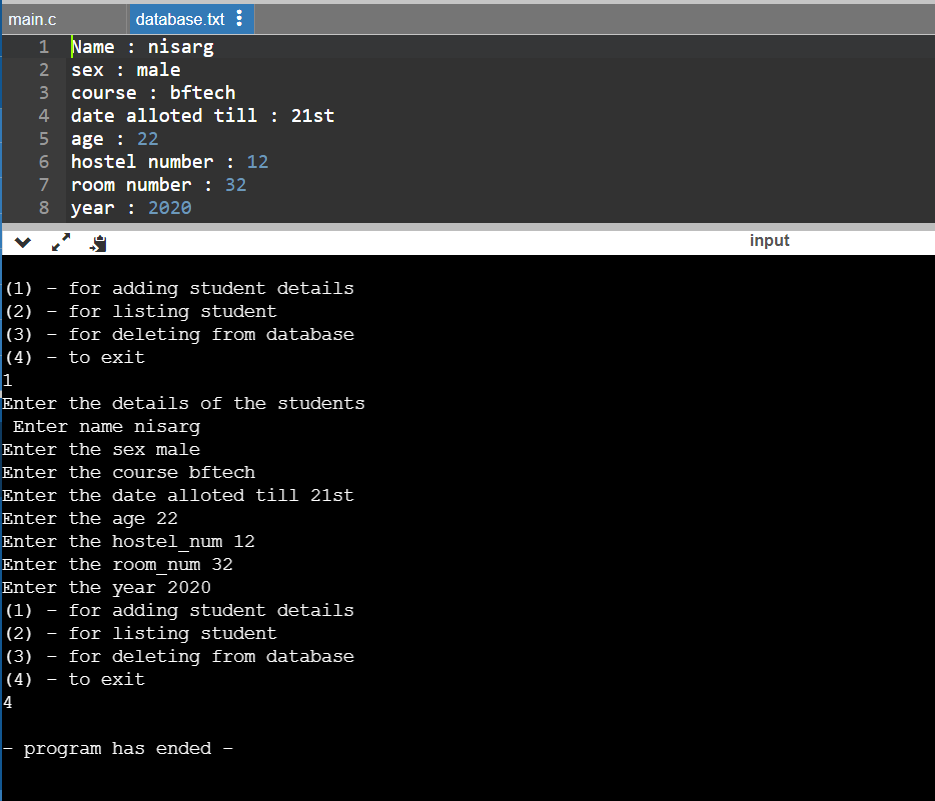 main.c database.txt
1 Name : nisarg
2 sex : male
3 course : bftech
4 date alloted till : 21st
5 age : 22
6 hostel number : 12
7 room number : 32
8 year : 2020
input
(1) - for adding student details
(2) - for listing student
(3) - for deleting from database
(4) - to exit
1
Enter the details of the students
Enter name nisarg
Enter the sex male
Enter the course bftech
Enter the date alloted till 21st
Enter the age 22
Enter the hostel_num 12
Enter the room_num 32
Enter the year 2020
(1) - for adding student details
(2) - for listing student
(3) - for deleting from database
(4) - to exit
4
- program has ended -